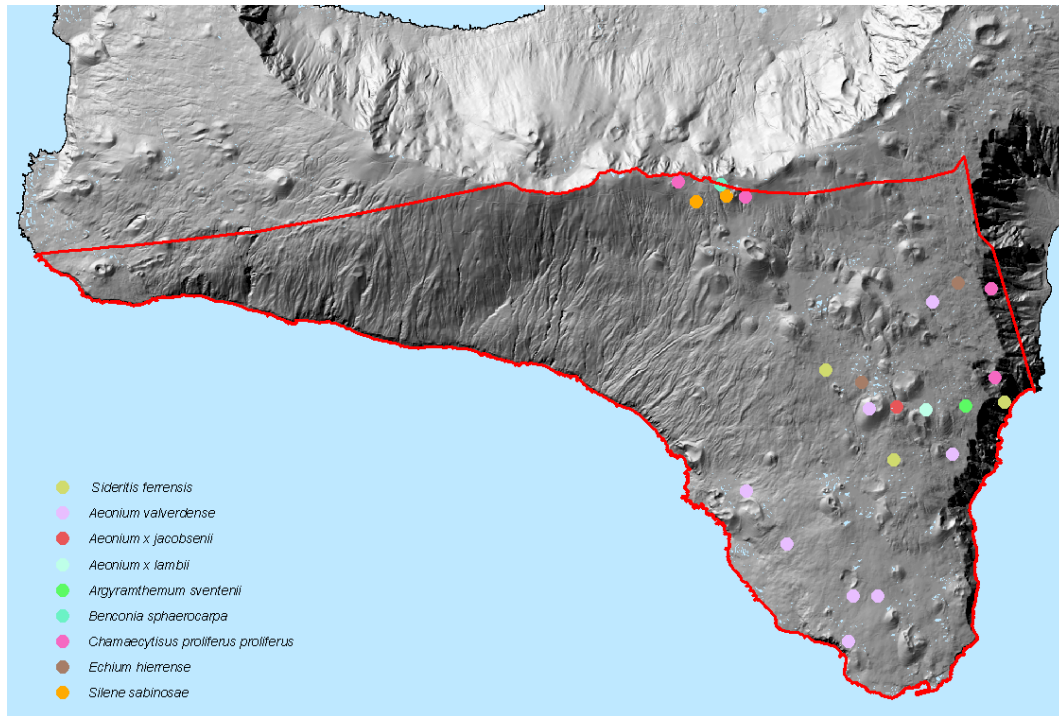 Sideritis ferrensis
Aeonium valverdense
Aeonium x jacobsenii
Aeonium x lambii
Argyramthemum sventenii
Benconia sphaerocarpa
Chamaecytisus proliferus proliferus
Echium hierrense
Silene sabinosae